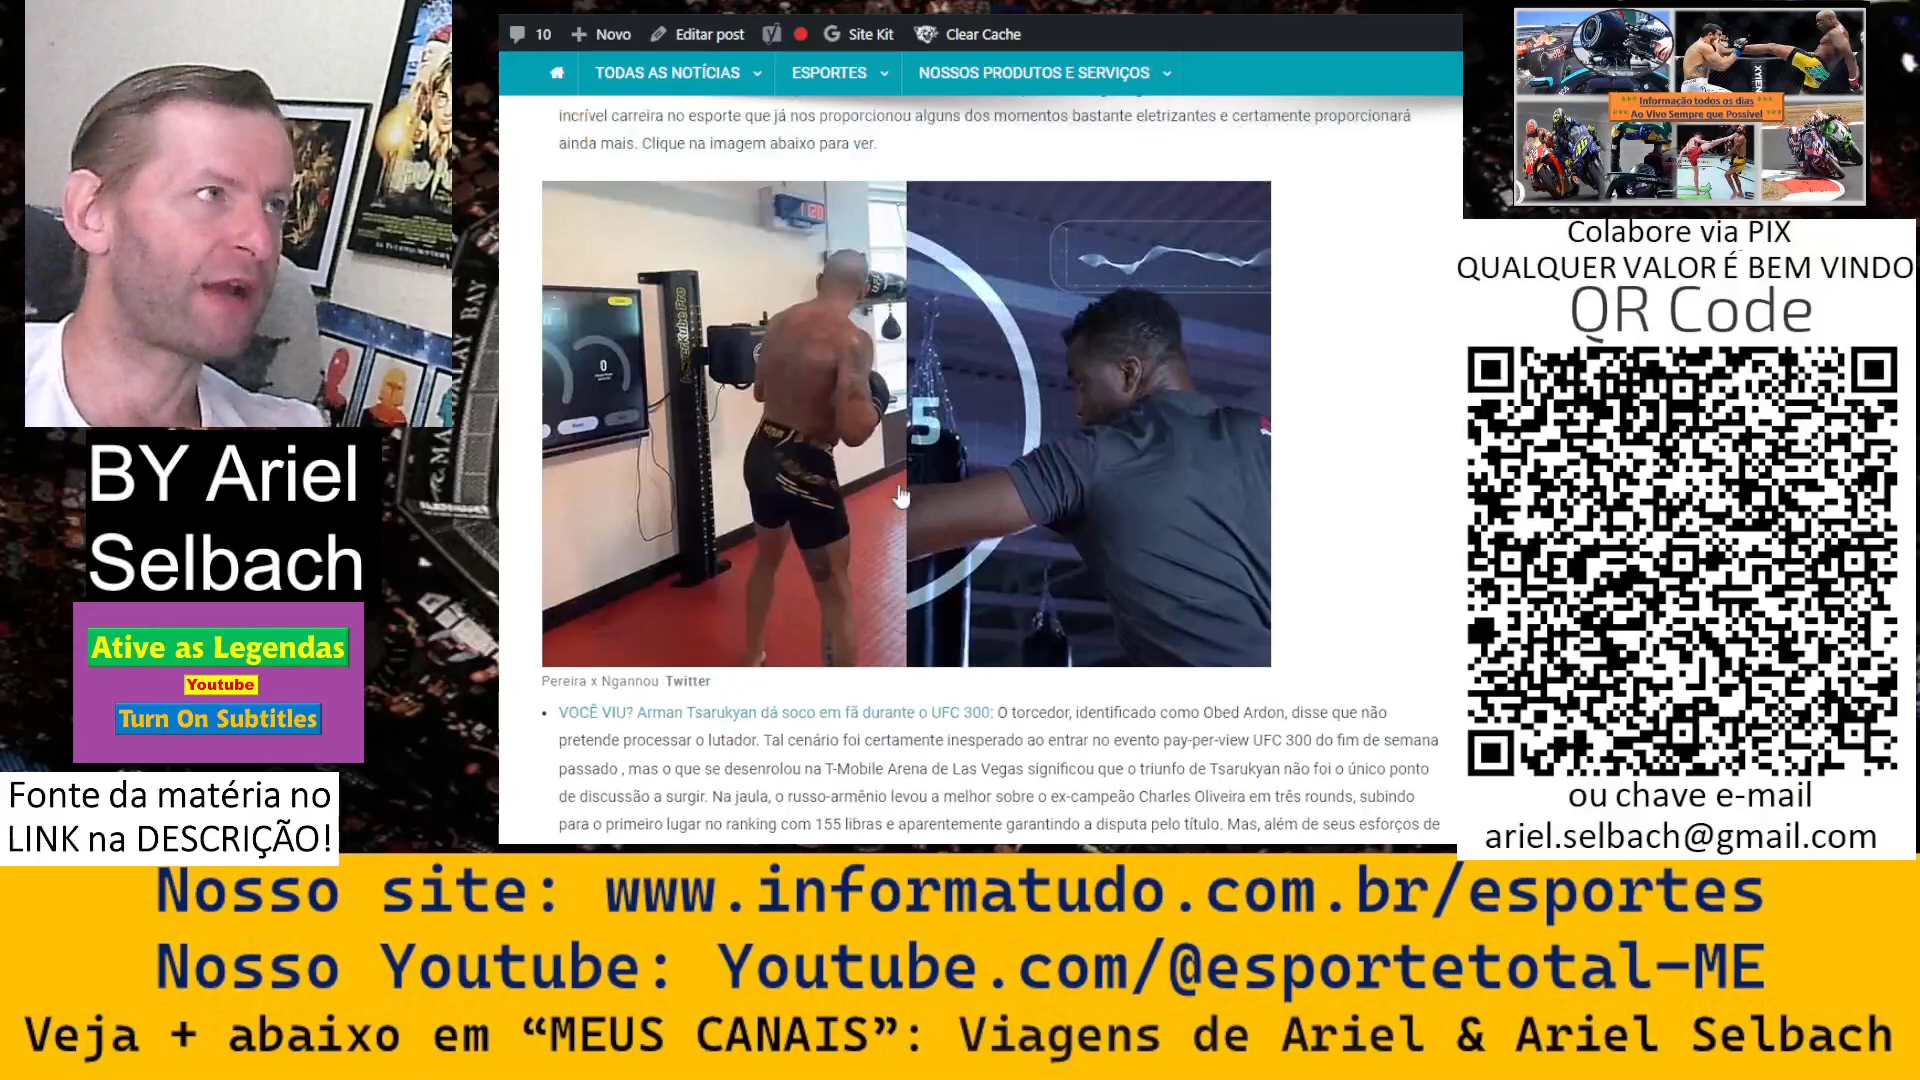 10
Novo
Editar post
Site Kit
Clear Cache
TODAS AS NOTÍCIAS
ESPORTES
NOSSOS PRODUTOS E SERVIÇOS
incrível carreira no esporte que já nos proporcionou alguns dos momentos bastante eletrizantes e certamente proporcionará
ainda mais. Clique na imagem abaixo para ver.
PowerKube Pro
0
5
Pereira x Ngannou Twitter
• VOCÊ VIU? Arman Tsarukyan dá soco em fã durante o UFC 300: O torcedor, identificado como Obed Ardon, disse que não
pretende processar o lutador. Tal cenário foi certamente inesperado ao entrar no evento pay-per-view UFC 300 do fim de semana
passado , mas o que se desenrolou na T-Mobile Arena de Las Vegas significou que o triunfo de Tsarukyan não foi o único ponto
de discussão a surgir. Na jaula, o russo-armênio levou a melhor sobre o ex-campeão Charles Oliveira em três rounds, subindo
para o primeiro lugar no ranking com 155 libras e aparentemente garantindo a disputa pelo título. Mas, além de seus esforços de
BY Ariel
Selbach
Ative as Legendas
Youtube
Turn On Subtitles
Fonte da matéria no
LINK na DESCRIÇÃO!
*** Informação todos os dias ***
*** Ao Vivo Sempre que Possível ***
Colabore via PIX
QUALQUER VALOR É BEM VINDO
QR Code
ou chave e-mail
ariel.selbach@gmail.com
Nosso site: www.informatudo.com.br/esportes
Nosso Youtube: Youtube.com/@esportetotal-ME
Veja + abaixo em “MEUS CANAIS”: Viagens de Ariel & Ariel Selbach